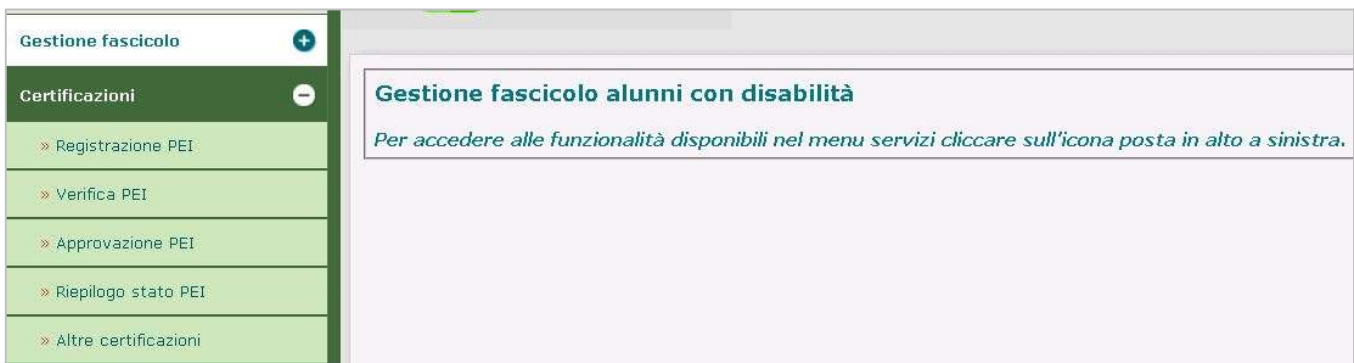 Gestione fascicolo
Certificazioni
» Registrazione PEI
» Verifica PEI
» Approvazione PEI
» Riepilogo stato PEI
» Altre certificazioni
Gestione fascicolo alunni con disabilità
Per accedere alle funzionalità disponibili nel menu servizi cliccare sull'icona posta in alto a sinistra.